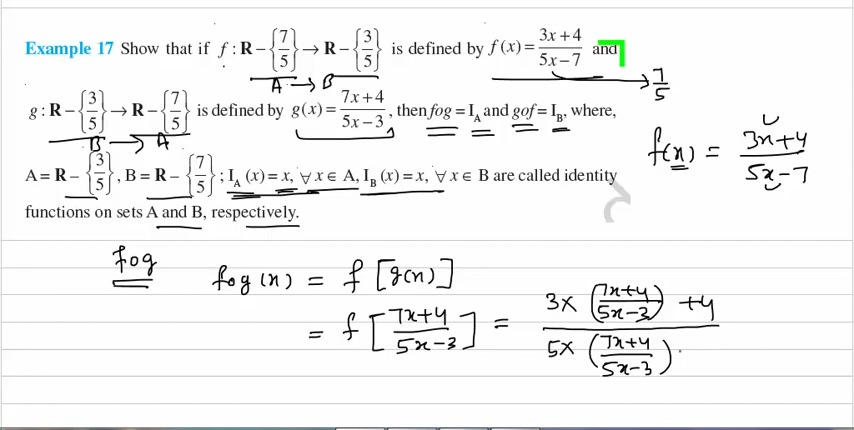 Example 17 Show that if f : R − {7/5} → R − {3/5} is defined by f(x) = (3x + 4)/(5x − 7) and
A → B
7/5
g : R − {3/5} → R − {7/5} is defined by g(x) = (7x + 4)/(5x − 3), then fog = I_A and gof = I_B, where,
B → A
f(x) = (3x+4)/(5x−7)
A = R − {3/5}, B = R − {7/5}; I_A (x) = x, ∀ x ∈ A, I_B (x) = x, ∀ x ∈ B are called identity
functions on sets A and B, respectively.
fog
fog(x) = f[g(x)]
= f[(7x+4)/(5x−3)] = (3×((7x+4)/(5x−3)) + 4)/(5×((7x+4)/(5x−3))